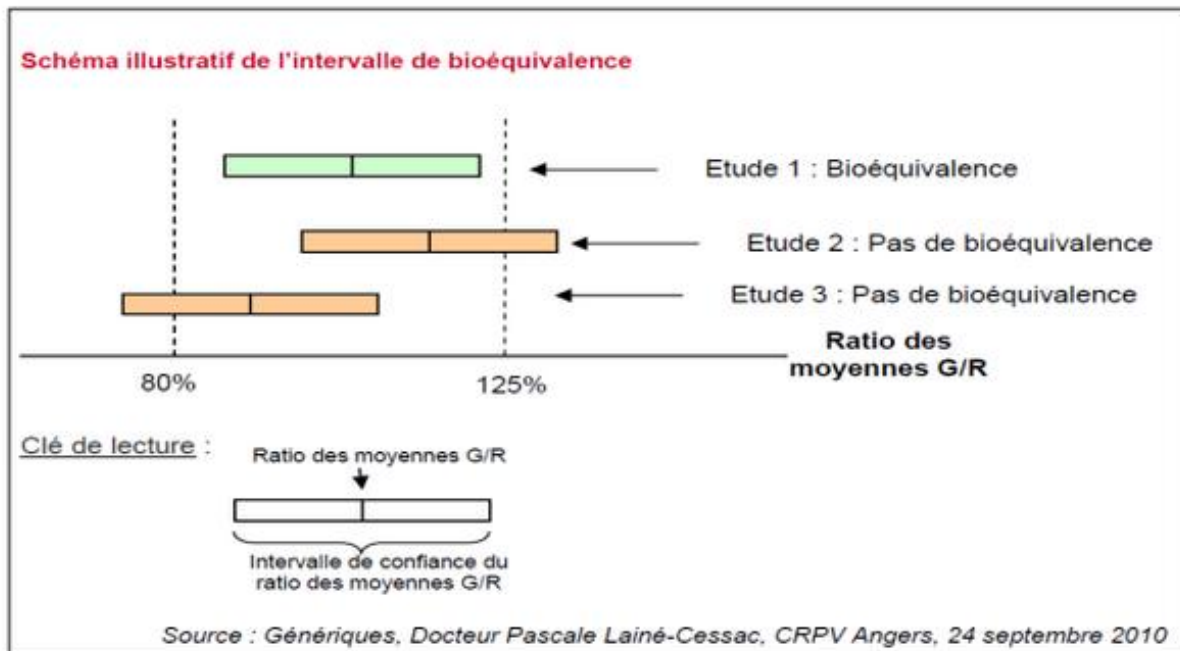 Schéma illustratif de l'intervalle de bioéquivalence
Etude 1 : Bioéquivalence
Etude 2 : Pas de bioéquivalence
Etude 3 : Pas de bioéquivalence
Ratio des
moyennes G/R
80%
125%
Clé de lecture :
Ratio des moyennes G/R
Intervalle de confiance du
ratio des moyennes G/R
Source : Génériques, Docteur Pascale Lainé-Cessac, CRPV Angers, 24 septembre 2010